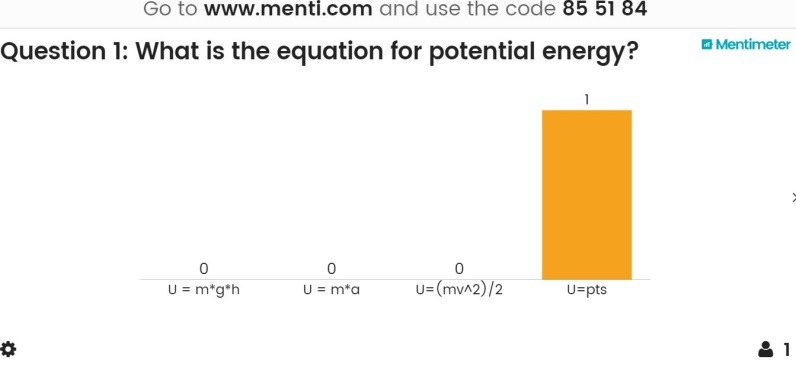 Go to www.menti.com and use the code 85 51 84
Question 1: What is the equation for potential energy?
Mentimeter
1
0
0
0
U = m*g*h
U = m*a
U=(mv^2)/2
U=pts
1